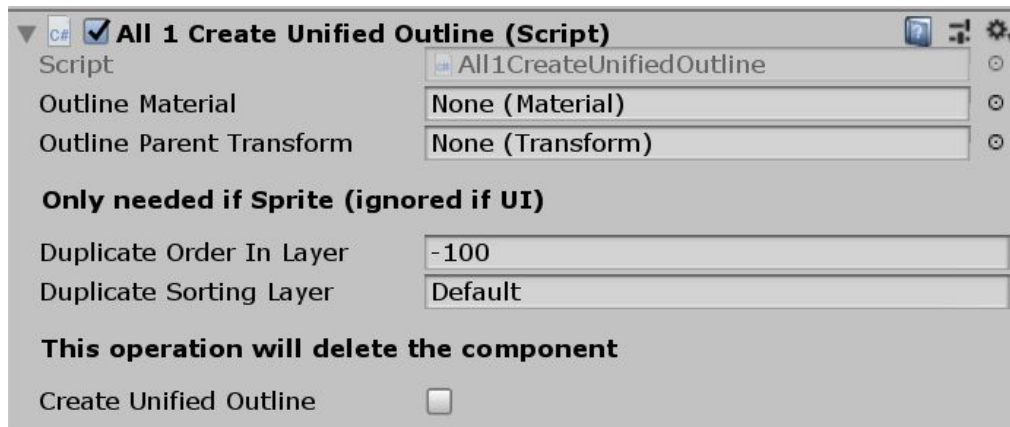 C# All 1 Create Unified Outline (Script)
Script All1CreateUnifiedOutline
Outline Material None (Material)
Outline Parent Transform None (Transform)
Only needed if Sprite (ignored if UI)
Duplicate Order In Layer -100
Duplicate Sorting Layer Default
This operation will delete the component
Create Unified Outline